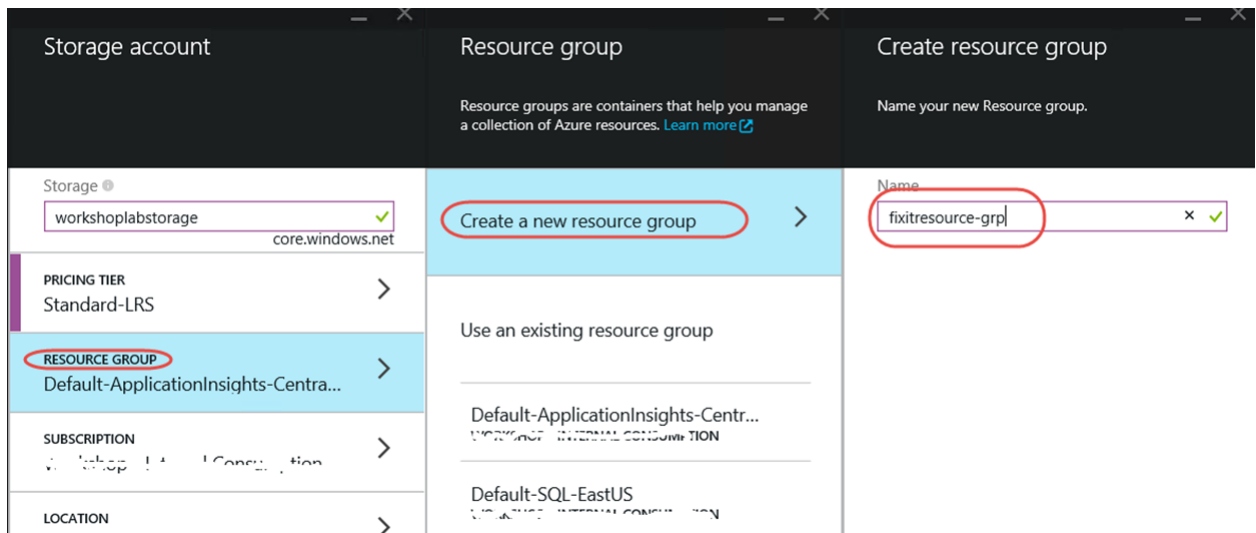 Storage account
Storage
workshoplabstorage
core.windows.net
PRICING TIER
Standard-LRS
RESOURCE GROUP
Default-ApplicationInsights-Centra...
SUBSCRIPTION
LOCATION
Resource group
Resource groups are containers that help you manage
a collection of Azure resources. Learn more
Create a new resource group
Use an existing resource group
Default-ApplicationInsights-Centr...
Default-SQL-EastUS
Create resource group
Name your new Resource group.
Name
fixitresource-grp